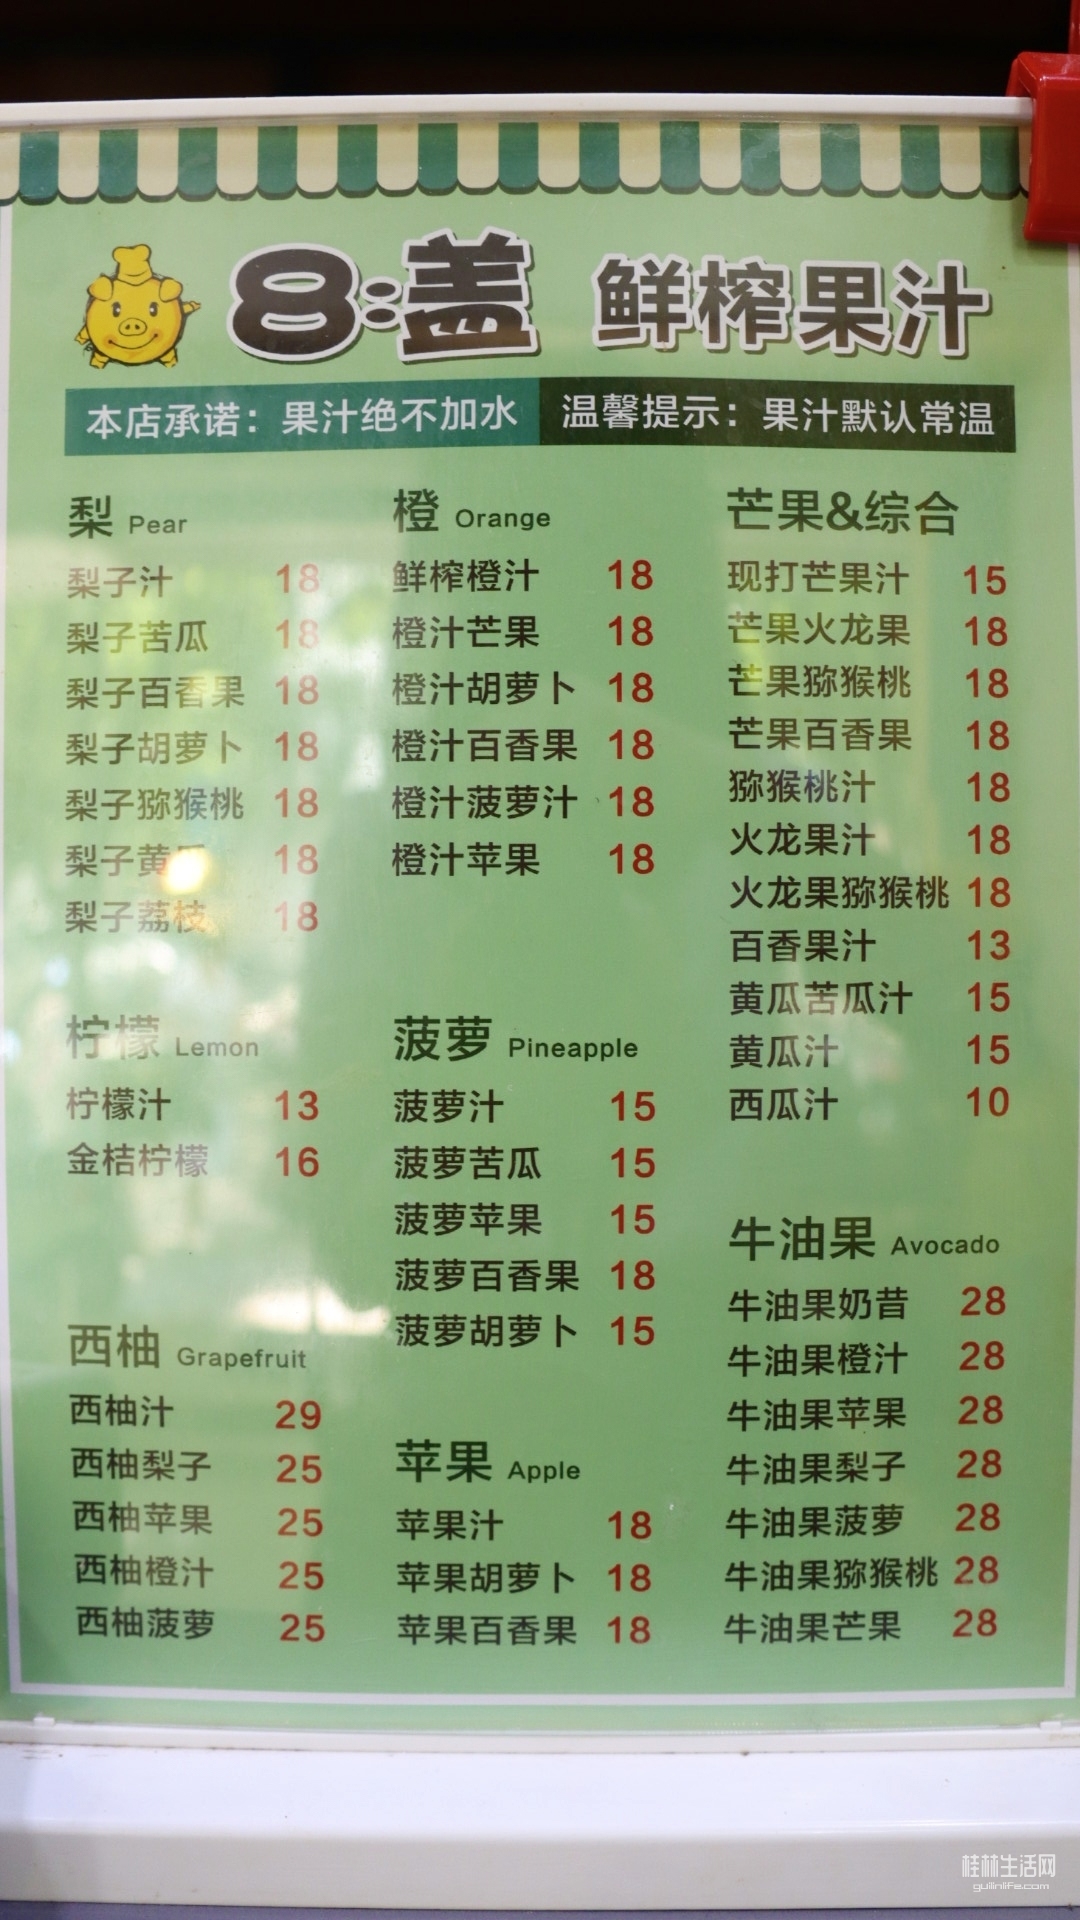 8·盖 鲜榨果汁
本店承诺：果汁绝不加水 温馨提示：果汁默认常温
梨 Pear
梨子汁 18
梨子苦瓜 18
梨子百香果 18
梨子胡萝卜 18
梨子猕猴桃 18
梨子黄瓜 18
梨子荔枝 18
柠檬 Lemon
柠檬汁 13
金桔柠檬 16
西柚 Grapefruit
西柚汁 29
西柚梨子 25
西柚苹果 25
西柚橙汁 25
西柚菠萝 25
橙 Orange
鲜榨橙汁 18
橙汁芒果 18
橙汁胡萝卜 18
橙汁百香果 18
橙汁菠萝汁 18
橙汁苹果 18
菠萝 Pineapple
菠萝汁 15
菠萝苦瓜 15
菠萝苹果 15
菠萝百香果 18
菠萝胡萝卜 15
苹果 Apple
苹果汁 18
苹果胡萝卜 18
苹果百香果 18
芒果&综合
现打芒果汁 15
芒果火龙果 18
芒果猕猴桃 18
芒果百香果 18
猕猴桃汁 18
火龙果汁 18
火龙果猕猴桃 18
百香果汁 13
黄瓜苦瓜汁 15
黄瓜汁 15
西瓜汁 10
牛油果 Avocado
牛油果奶昔 28
牛油果橙汁 28
牛油果苹果 28
牛油果梨子 28
牛油果菠萝 28
牛油果猕猴桃 28
牛油果芒果 28
桂林生活网
guilinlife.com